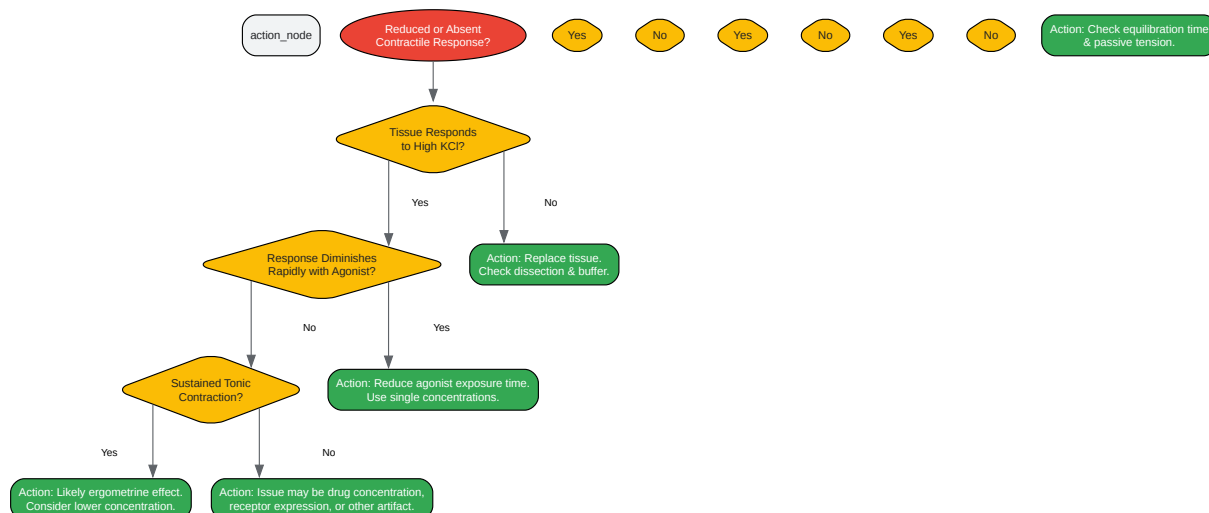 action_node
Reduced or Absent
Contractile Response?
Yes
No
Yes
No
Yes
No
Action: Check equilibration time
& passive tension.
Tissue Responds
to High KCl?
Yes
No
Response Diminishes
Rapidly with Agonist?
Action: Replace tissue.
Check dissection & buffer.
No
Yes
Sustained Tonic
Contraction?
Action: Reduce agonist exposure time.
Use single concentrations.
Yes
No
Action: Likely ergometrine effect.
Consider lower concentration.
Action: Issue may be drug concentration,
receptor expression, or other artifact.